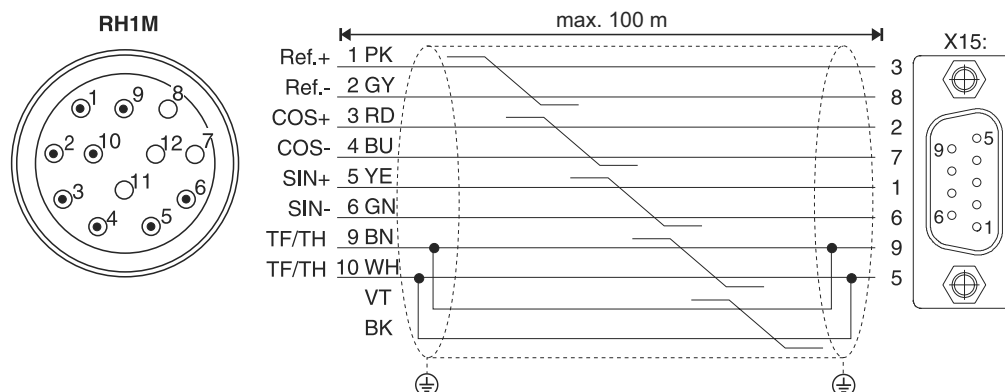 RH1M
1
9
8
2
10
12
7
11
3
6
4
5
max. 100 m
Ref.+ 1 PK 3
Ref.- 2 GY 8
COS+ 3 RD 2
COS- 4 BU 7
SIN+ 5 YE 1
SIN- 6 GN 6
TF/TH 9 BN 9
TF/TH 10 WH 5
VT
BK
X15:
5
9
6
1